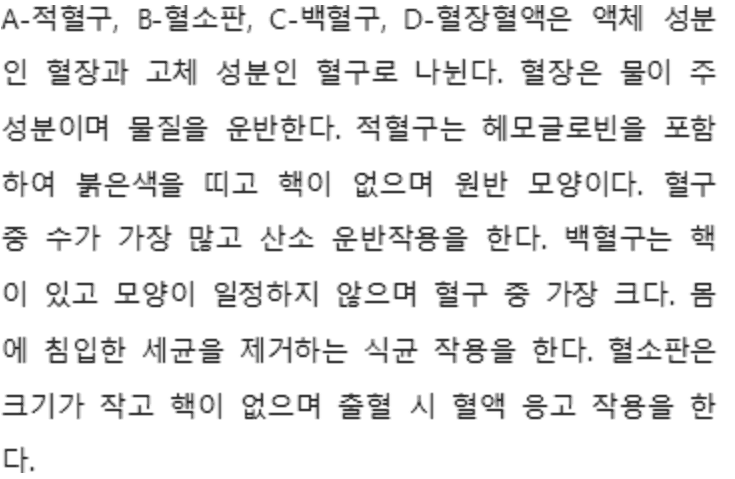 A-적혈구, B-혈소판, C-백혈구, D-혈장혈액은 액체 성분
인 혈장과 고체 성분인 혈구로 나뉜다. 혈장은 물이 주
성분이며 물질을 운반한다. 적혈구는 헤모글로빈을 포함
하여 붉은색을 띠고 핵이 없으며 원반 모양이다. 혈구
중 수가 가장 많고 산소 운반작용을 한다. 백혈구는 핵
이 있고 모양이 일정하지 않으며 혈구 중 가장 크다. 몸
에 침입한 세균을 제거하는 식균 작용을 한다. 혈소판은
크기가 작고 핵이 없으며 출혈 시 혈액 응고 작용을 한
다.